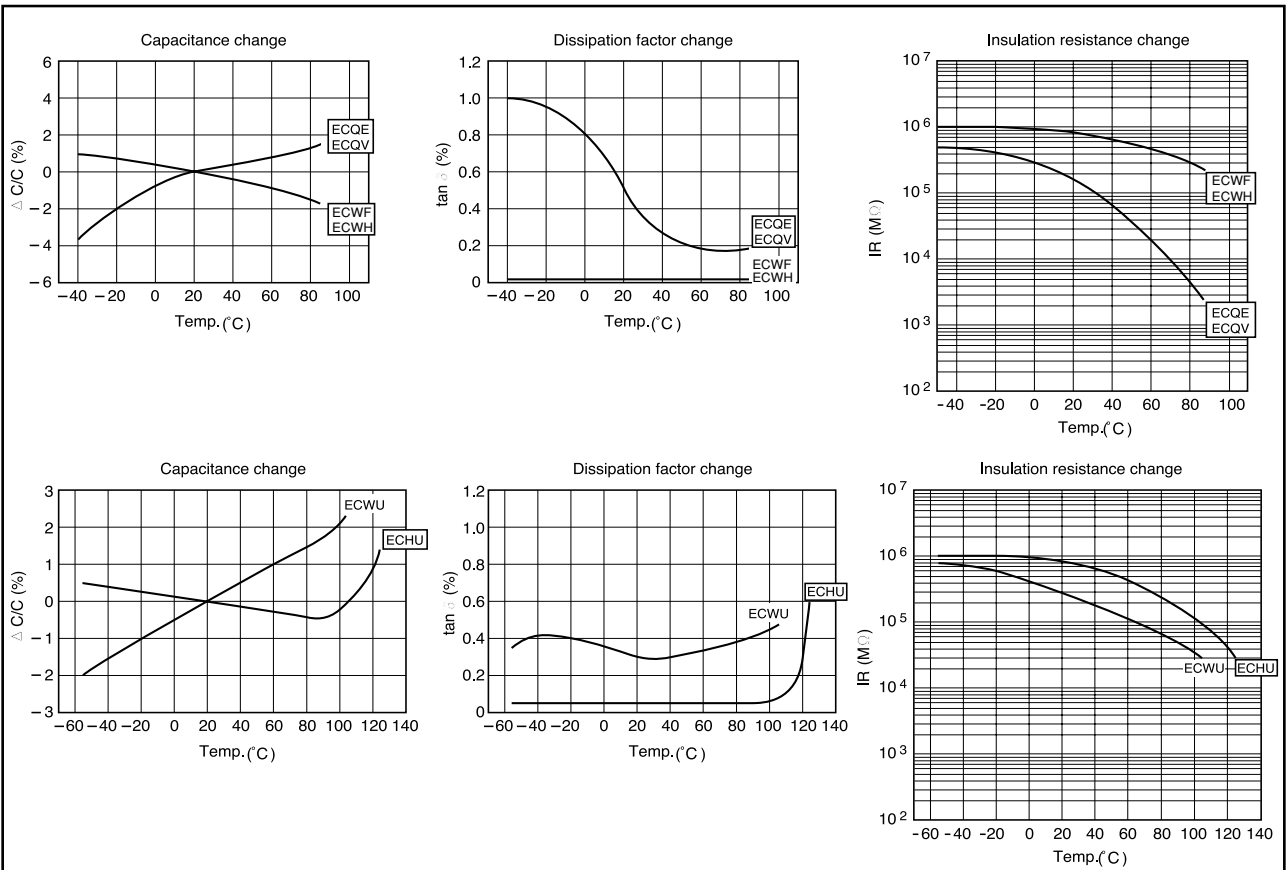 Capacitance change
6
4
2
0
−2
−4
−6
△ C/C (%)
−40 −20 0 20 40 60 80 100
Temp.(°C)
ECQE
ECQV
ECWF
ECWH
Dissipation factor change
1.2
1.0
0.8
0.6
0.4
0.2
0
tan δ (%)
−40 −20 0 20 40 60 80 100
Temp.(°C)
ECQE
ECQV
ECWF
ECWH
Insulation resistance change
10⁷
10⁶
10⁵
10⁴
10³
10²
IR (MΩ)
-40 -20 0 20 40 60 80 100
Temp.(°C)
ECWF
ECWH
ECQE
ECQV
Capacitance change
3
2
1
0
−1
−2
−3
△ C/C (%)
−60 −40 −20 0 20 40 60 80 100 120 140
Temp.(°C)
ECWU
ECHU
Dissipation factor change
1.2
1.0
0.8
0.6
0.4
0.2
0
tan δ (%)
−60 −40 −20 0 20 40 60 80 100 120 140
Temp.(°C)
ECWU
ECHU
Insulation resistance change
10⁷
10⁶
10⁵
10⁴
10³
10²
IR (MΩ)
-60 -40 -20 0 20 40 60 80 100 120 140
Temp.(°C)
ECWU
ECHU